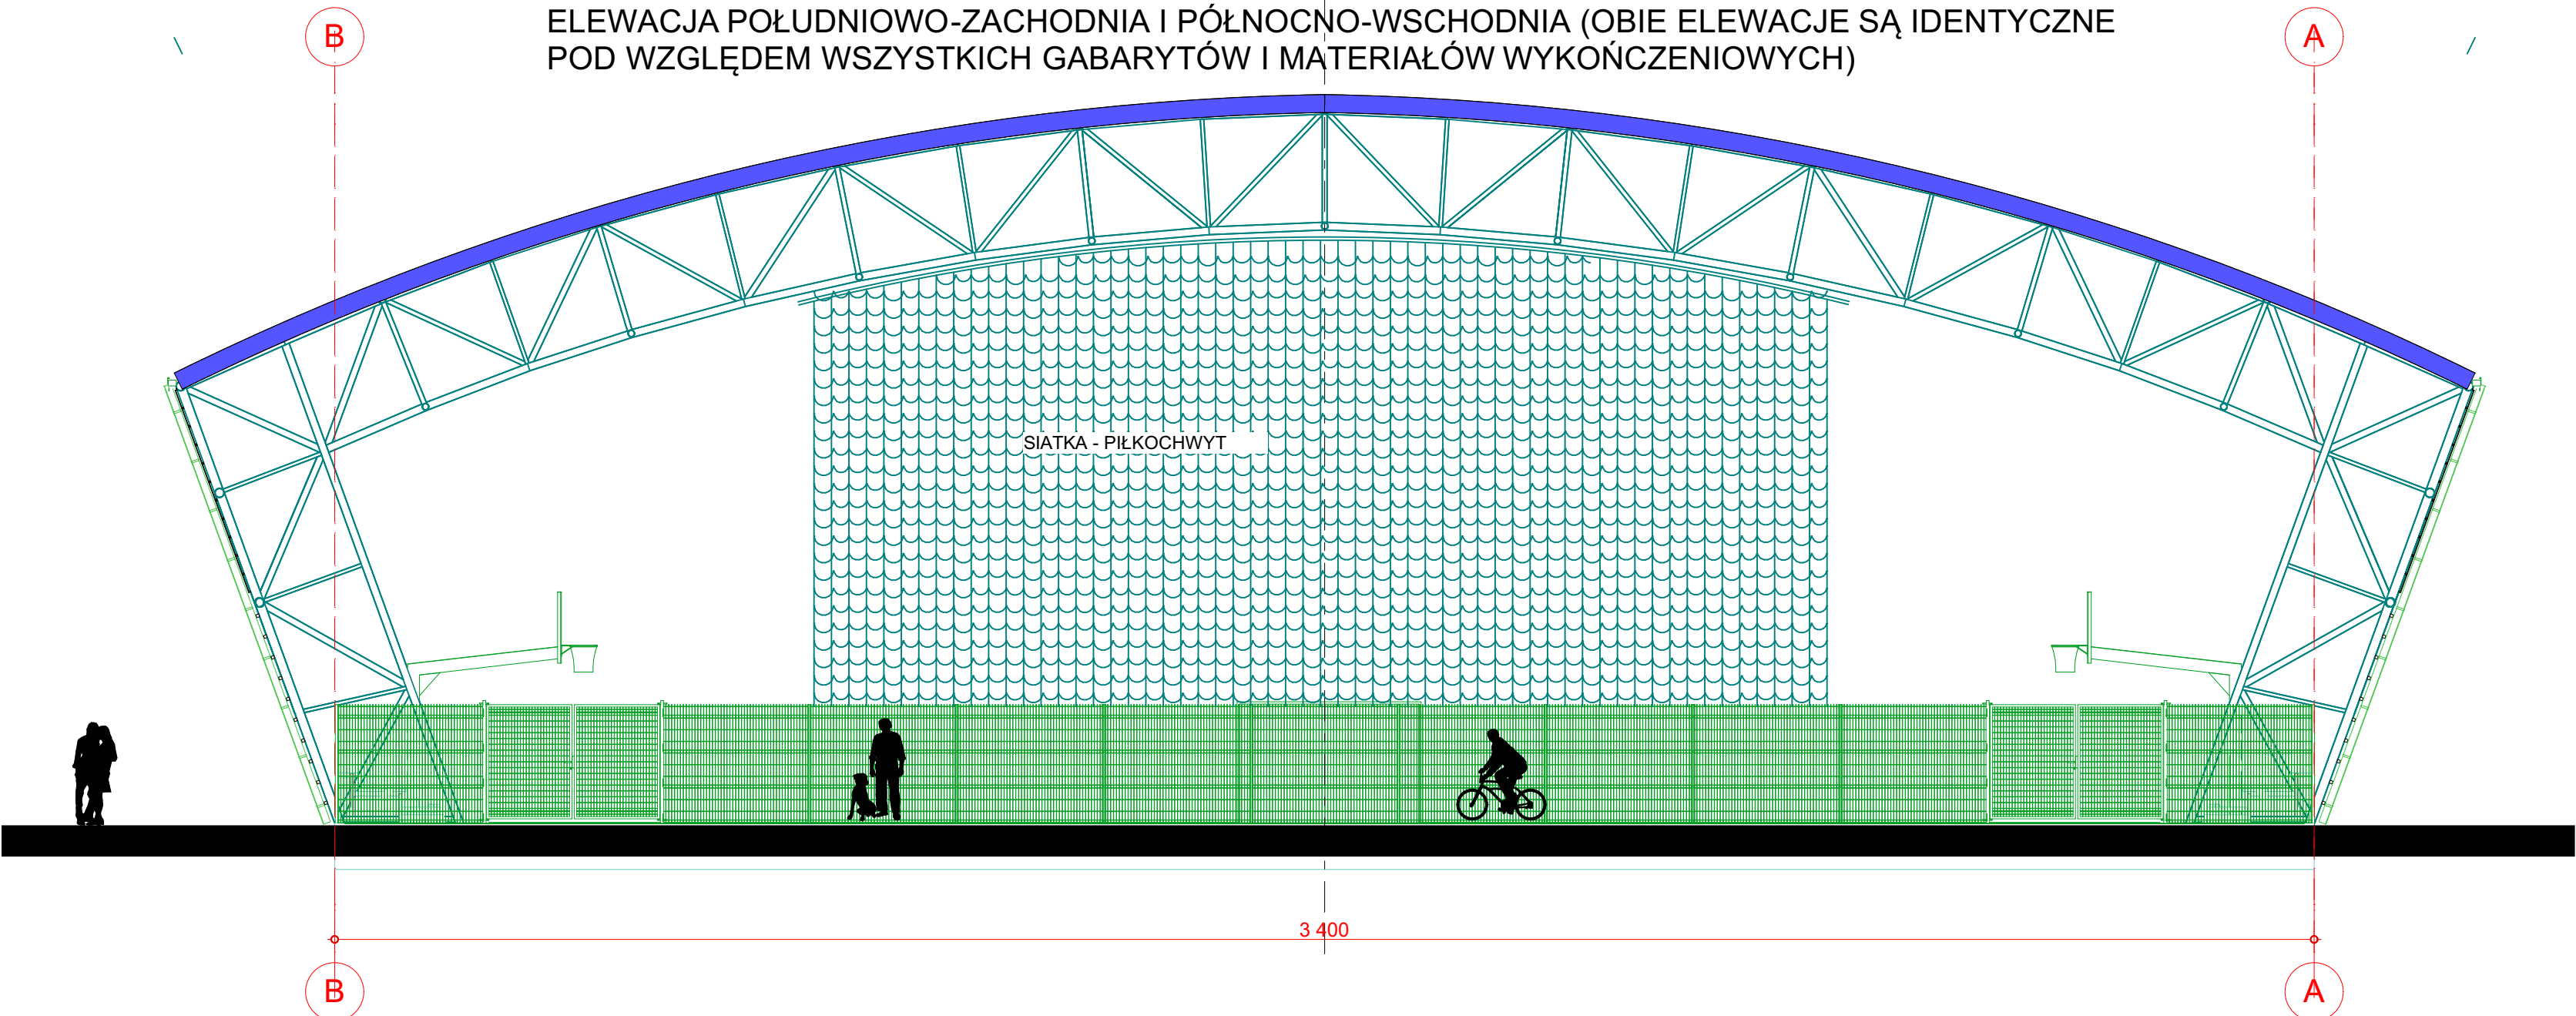 B
ELEWACJA POŁUDNIOWO-ZACHODNIA I PÓŁNOCNO-WSCHODNIA (OBIE ELEWACJE SĄ IDENTYCZNE
POD WZGLĘDEM WSZYSTKICH GABARYTÓW I MATERIAŁÓW WYKOŃCZENIOWYCH)
A
SIATKA - PIŁKOCHWYT
3 400
B
A